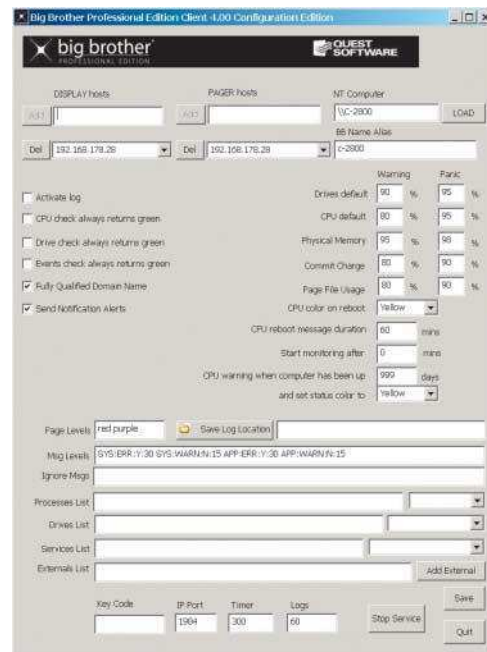 Big Brother Professional Edition Client 4.00 Configuration Edition
big brother
PROFESSIONAL EDITION
QUEST SOFTWARE
DISPLAY hosts
PAGER hosts
NT Computer
Add
Add
\\C-2800
LOAD
BB Name Alias
Del 192.168.178.28
Del 192.168.178.28
c-2800
Warning Panic
Activate log
Drives default 90 % 95 %
CPU check always returns green
CPU default 80 % 95 %
Drive check always returns green
Physical Memory 95 % 98 %
Events check always returns green
Commit Charge 80 % 90 %
Fully Qualified Domain Name
Page File Usage 80 % 90 %
Send Notification Alerts
CPU color on reboot Yellow
CPU reboot message duration 60 mins
Start monitoring after 0 mins
CPU warning when computer has been up 999 days
and set status color to Yellow
Page Levels red purple Save Log Location
Msg Levels SYS:ERR:Y:30 SYS:WARN:N:15 APP:ERR:Y:30 APP:WARN:N:15
Ignore Msgs
Processes List
Drives List
Services List
Externals List Add External
Key Code IP Port Timer Logs
1984 300 60
Stop Service
Save
Quit